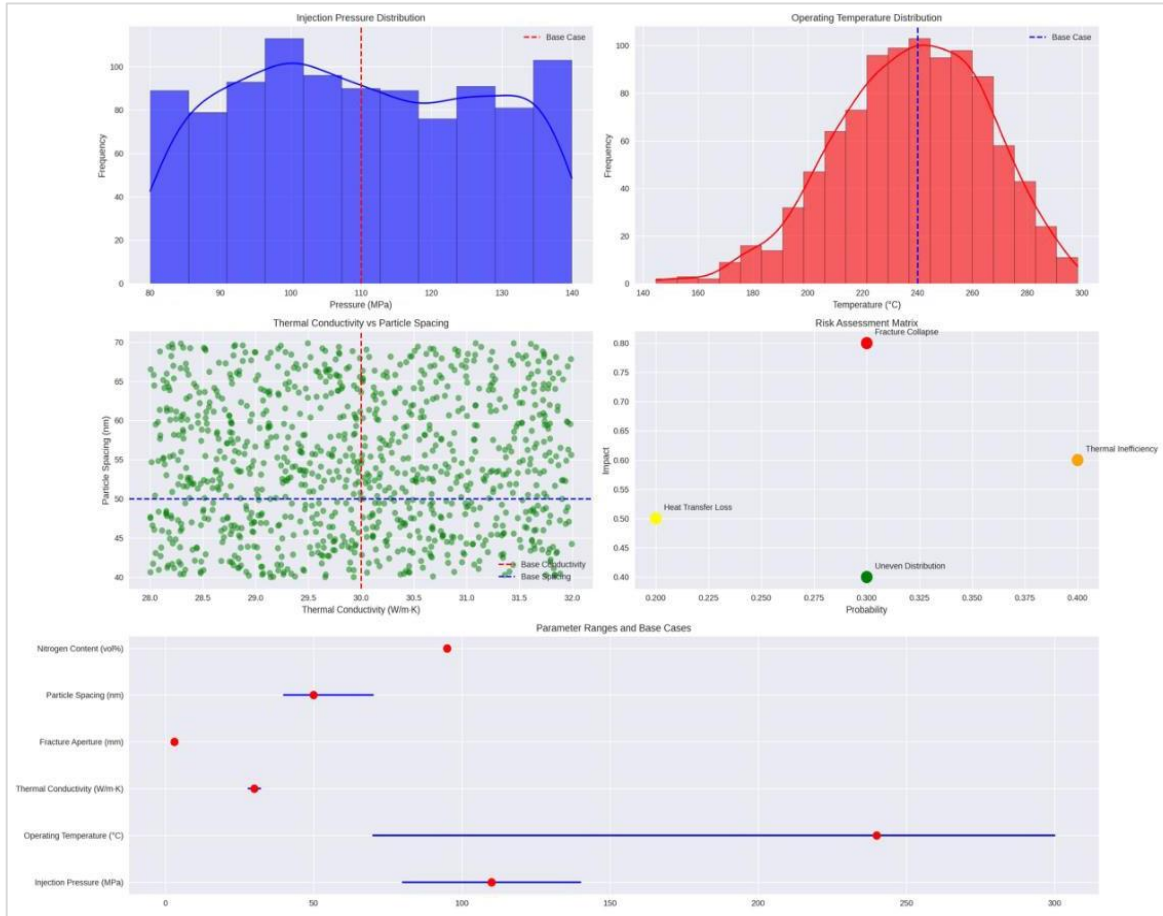 Injection Pressure Distribution
Base Case
100
80
60
40
20
0
Frequency
80 90 100 110 120 130 140
Pressure (MPa)
Operating Temperature Distribution
Base Case
100
80
60
40
20
0
Frequency
140 160 180 200 220 240 260 280 300
Temperature (°C)
Thermal Conductivity vs Particle Spacing
70
65
60
55
50
45
40
Particle Spacing (nm)
Base Conductivity
Base Spacing
28.0 28.5 29.0 29.5 30.0 30.5 31.0 31.5 32.0
Thermal Conductivity (W/m·K)
Risk Assessment Matrix
Fracture Collapse
Thermal Inefficiency
Heat Transfer Loss
Uneven Distribution
0.80
0.75
0.70
0.65
0.60
0.55
0.50
0.45
0.40
Impact
0.200 0.225 0.250 0.275 0.300 0.325 0.350 0.375 0.400
Probability
Parameter Ranges and Base Cases
Nitrogen Content (vol%)
Particle Spacing (nm)
Fracture Aperture (mm)
Thermal Conductivity (W/m·K)
Operating Temperature (°C)
Injection Pressure (MPa)
0 50 100 150 200 250 300